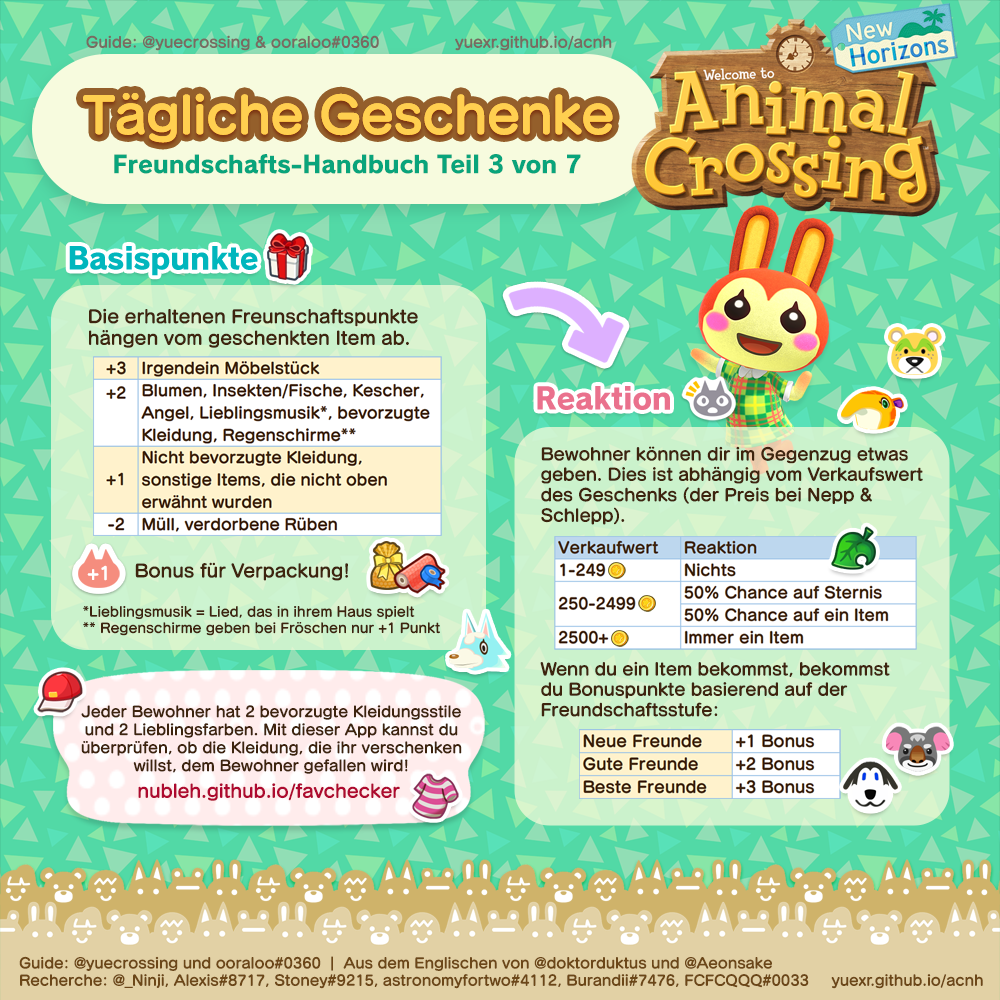 Guide: @yuecrossing & ooraloo#0360 yuexr.github.io/acnh
New
Horizons
Welcome to
Animal
Crossing
Tägliche Geschenke
Freundschafts-Handbuch Teil 3 von 7
Basispunkte
Die erhaltenen Freunschaftspunkte
hängen vom geschenkten Item ab.
+3 Irgendein Möbelstück
+2 Blumen, Insekten/Fische, Kescher,
Angel, Lieblingsmusik*, bevorzugte
Kleidung, Regenschirme**
Nicht bevorzugte Kleidung,
+1 sonstige Items, die nicht oben
erwähnt wurden
-2 Müll, verdorbene Rüben
+1 Bonus für Verpackung!
*Lieblingsmusik = Lied, das in ihrem Haus spielt
** Regenschirme geben bei Fröschen nur +1 Punkt
Jeder Bewohner hat 2 bevorzugte Kleidungsstile
und 2 Lieblingsfarben. Mit dieser App kannst du
überprüfen, ob die Kleidung, die ihr verschenken
willst, dem Bewohner gefallen wird!
nubleh.github.io/favchecker
Reaktion
Bewohner können dir im Gegenzug etwas
geben. Dies ist abhängig vom Verkaufswert
des Geschenks (der Preis bei Nepp &
Schlepp).
Verkaufwert Reaktion
1-249 Nichts
250-2499 50% Chance auf Sternis
50% Chance auf ein Item
2500+ Immer ein Item
Wenn du ein Item bekommst, bekommst
du Bonuspunkte basierend auf der
Freundschaftsstufe:
Neue Freunde +1 Bonus
Gute Freunde +2 Bonus
Beste Freunde +3 Bonus
Guide: @yuecrossing und ooraloo#0360 | Aus dem Englischen von @doktorduktus und @Aeonsake
Recherche: @_Ninji, Alexis#8717, Stoney#9215, astronomyfortwo#4112, Burandii#7476, FCFCQQQ#0033 yuexr.github.io/acnh